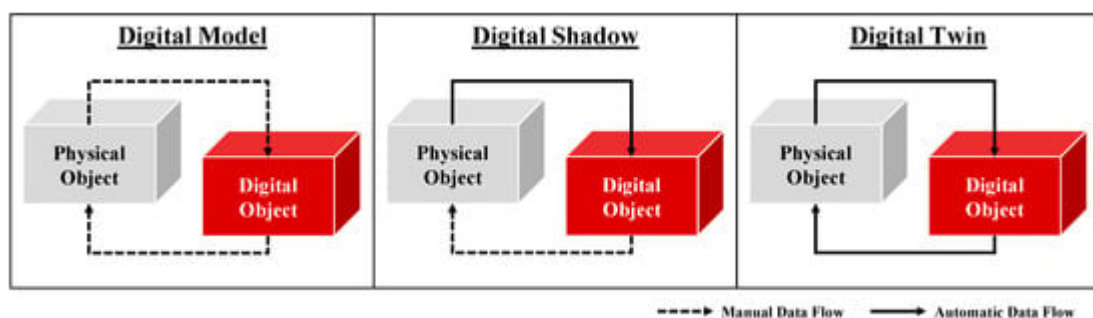 Digital Model
Physical
Object
Digital
Object
Digital Shadow
Physical
Object
Digital
Object
Digital Twin
Physical
Object
Digital
Object
Manual Data Flow
Automatic Data Flow